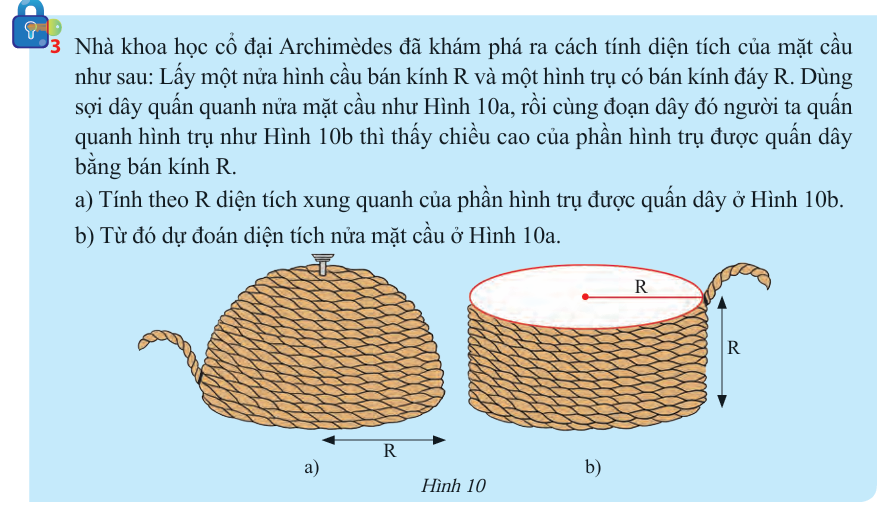 3 Nhà khoa học cổ đại Archimèdes đã khám phá ra cách tính diện tích của mặt cầu
như sau: Lấy một nửa hình cầu bán kính R và một hình trụ có bán kính đáy R. Dùng
sợi dây quấn quanh nửa mặt cầu như Hình 10a, rồi cùng đoạn dây đó người ta quấn
quanh hình trụ như Hình 10b thì thấy chiều cao của phần hình trụ được quấn dây
bằng bán kính R.
a) Tính theo R diện tích xung quanh của phần hình trụ được quấn dây ở Hình 10b.
b) Từ đó dự đoán diện tích nửa mặt cầu ở Hình 10a.
R
R
R
a)
b)
Hình 10